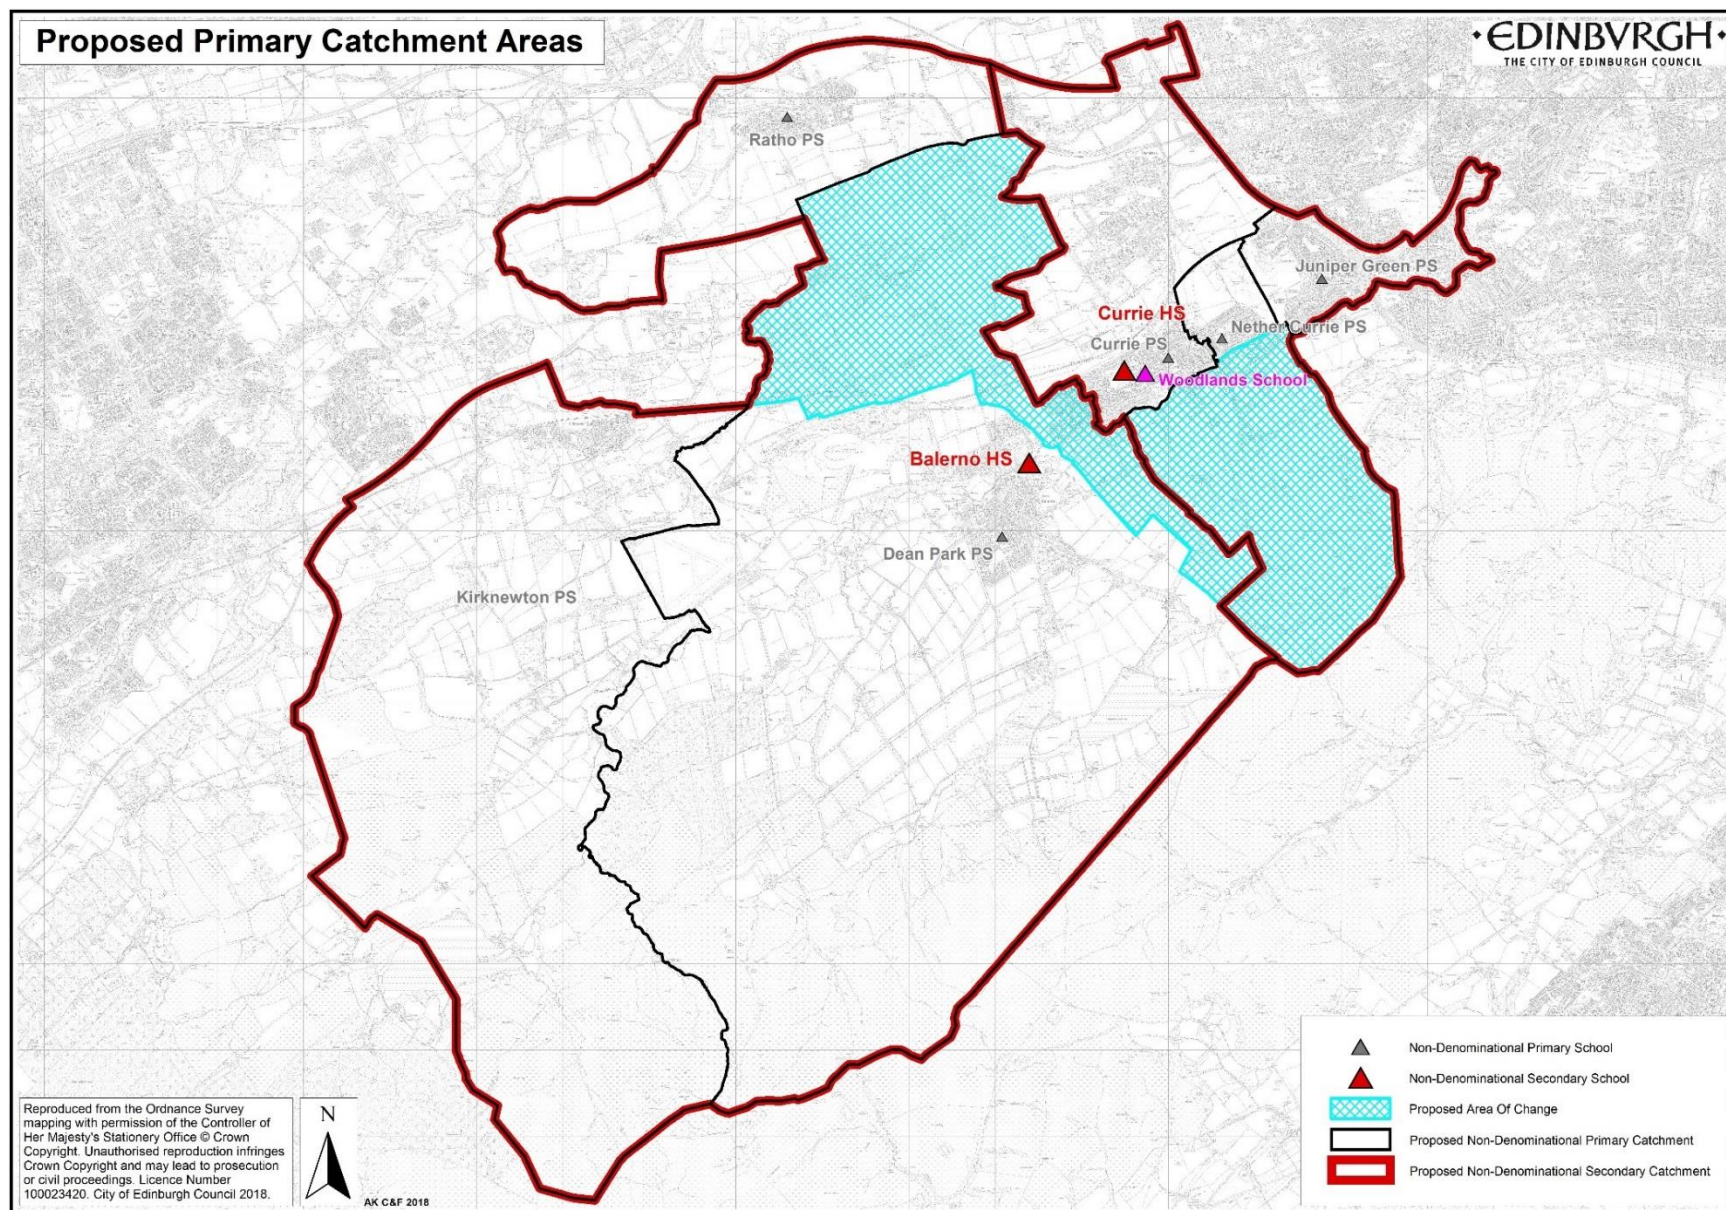 Proposed Primary Catchment Areas
·EDINBVRGH·
THE CITY OF EDINBURGH COUNCIL
Ratho PS
Juniper Green PS
Currie HS
Nether Currie PS
Currie PS
Woodlands School
Balerno HS
Dean Park PS
Kirknewton PS
Non-Denominational Primary School
Non-Denominational Secondary School
Proposed Area Of Change
Proposed Non-Denominational Primary Catchment
Proposed Non-Denominational Secondary Catchment
Reproduced from the Ordnance Survey
mapping with permission of the Controller of
Her Majesty's Stationery Office © Crown
Copyright. Unauthorised reproduction infringes
Crown Copyright and may lead to prosecution
or civil proceedings. Licence Number
100023420. City of Edinburgh Council 2018.
N
AK C&F 2018